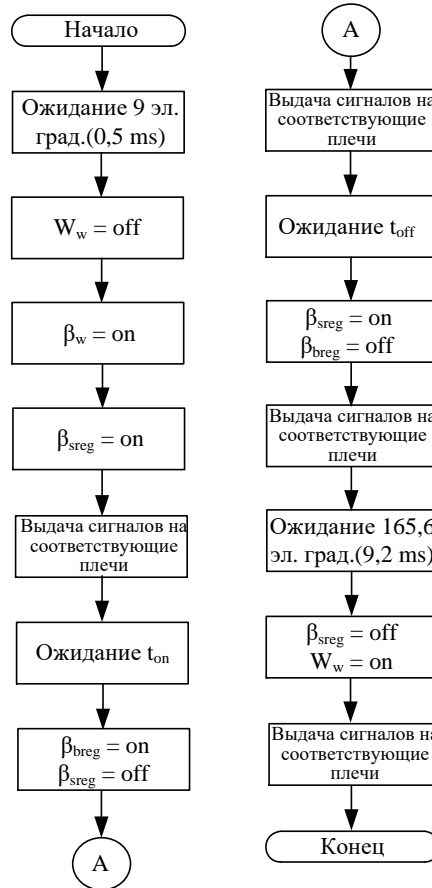 Начало
Ожидание 9 эл.
град.(0,5 ms)
Ww = off
βw = on
βsreg = on
Выдача сигналов на
соответствующие
плечи
Ожидание ton
βbreg = on
βsreg = off
А
А
Выдача сигналов на
соответствующие
плечи
Ожидание toff
βsreg = on
βbreg = off
Выдача сигналов на
соответствующие
плечи
Ожидание 165,6
эл. град.(9,2 ms)
βsreg = off
Ww = on
Выдача сигналов на
соответствующие
плечи
Конец